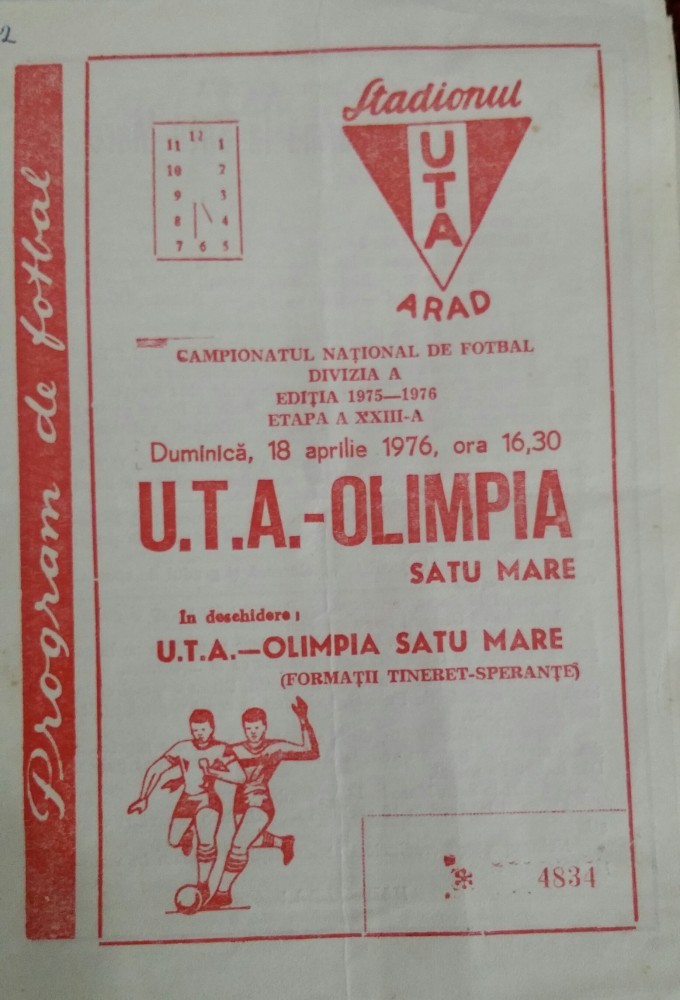 2
Program de fotbal
11 12 1
10 2
9 3
8 4
7 6 5
Stadionul
UTA
ARAD
CAMPIONATUL NAȚIONAL DE FOTBAL
DIVIZIA A
EDIȚIA 1975—1976
ETAPA A XXIII-A
Duminică, 18 aprilie 1976, ora 16,30
U.T.A.-OLIMPIA
SATU MARE
In deschidere:
U.T.A.—OLIMPIA SATU MARE
(FORMAȚII TINERET-SPERANȚE)
4834